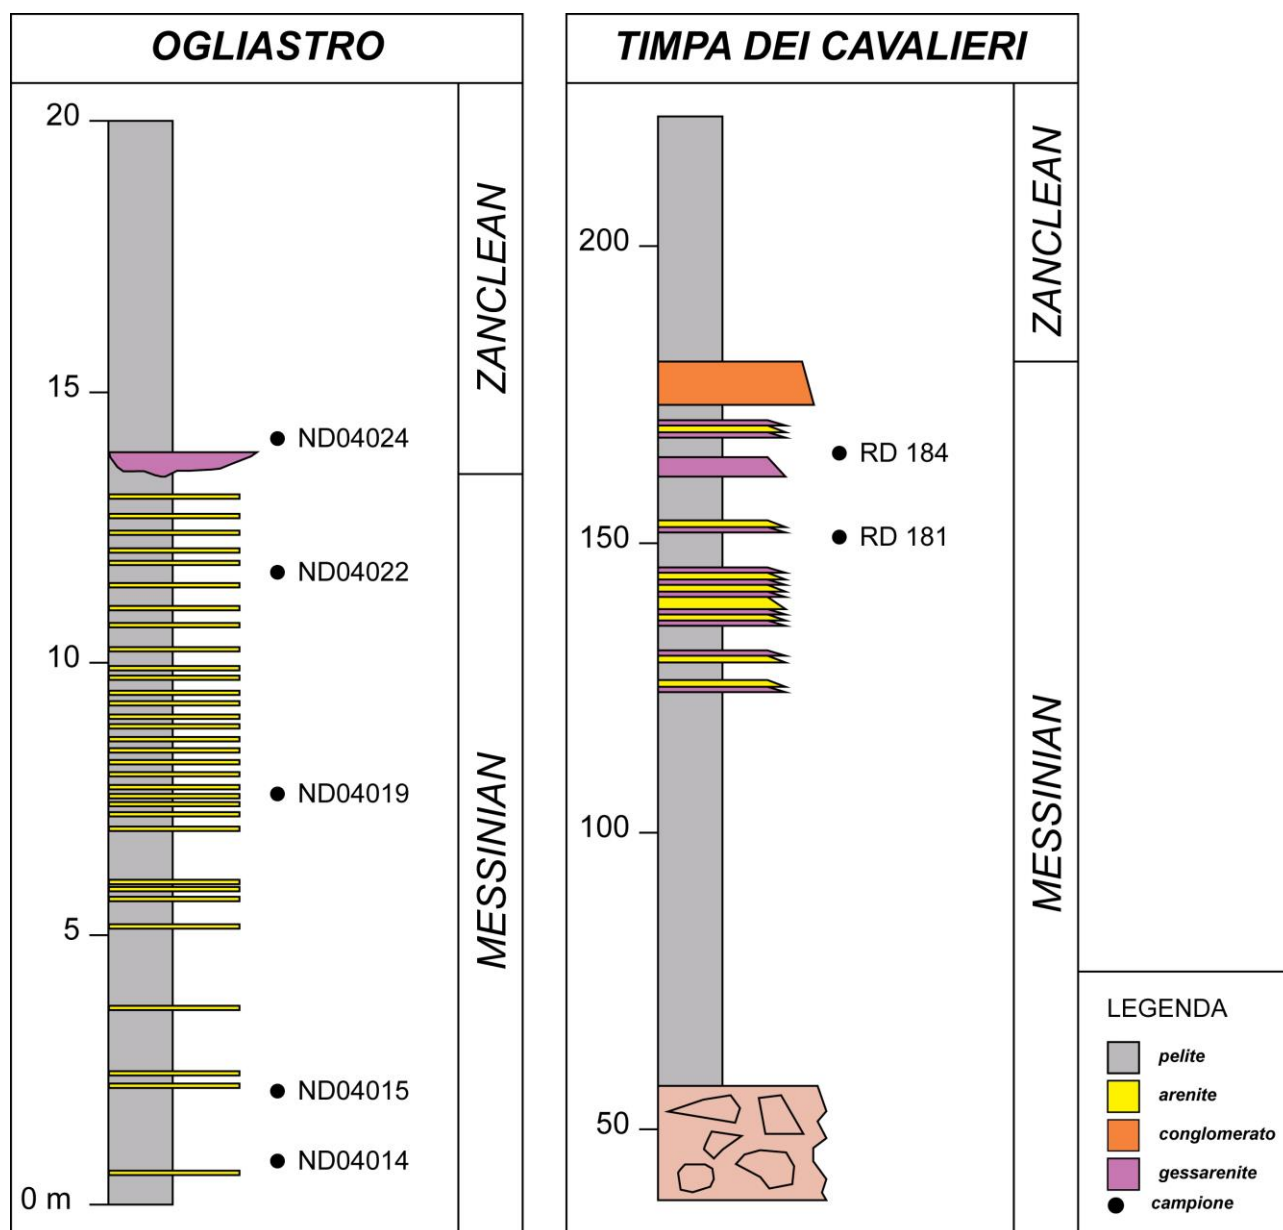 OGLIASTRO
20
15
10
5
0 m
ND04024
ND04022
ND04019
ND04015
ND04014
ZANCLEAN
MESSINIAN
TIMPA DEI CAVALIERI
200
150
100
50
RD 184
RD 181
ZANCLEAN
MESSINIAN
LEGENDA
pelite
arenite
conglomerato
gessarenite
campione